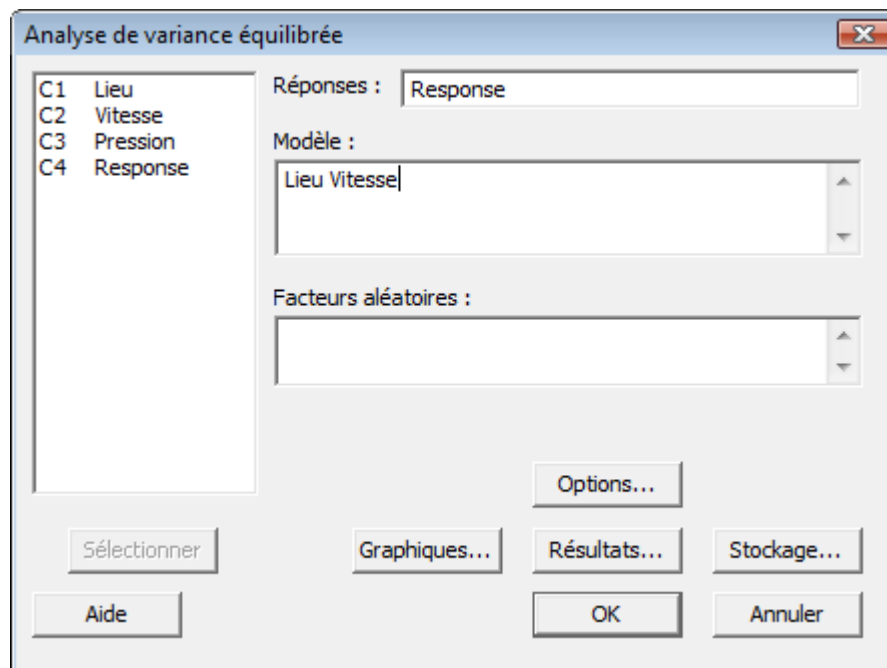 Analyse de variance équilibrée
C1 Lieu
C2 Vitesse
C3 Pression
C4 Response
Réponses :
Response
Modèle :
Lieu Vitesse
Facteurs aléatoires :
Options...
Sélectionner
Graphiques...
Résultats...
Stockage...
Aide
OK
Annuler